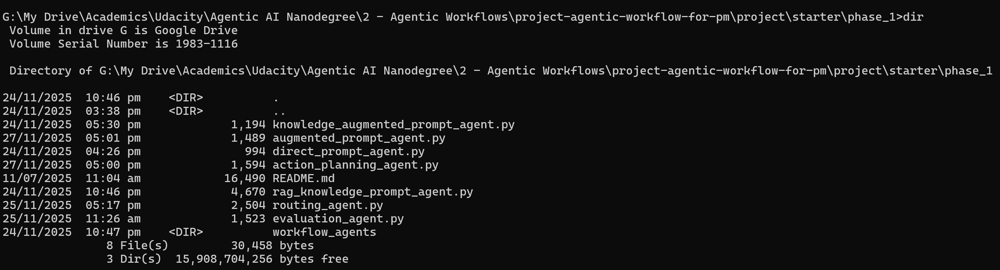 G:\My Drive\Academics\Udacity\Agentic AI Nanodegree\2 - Agentic Workflows\project-agentic-workflow-for-pm\project\starter\phase_1>dir
 Volume in drive G is Google Drive
 Volume Serial Number is 1983-1116

 Directory of G:\My Drive\Academics\Udacity\Agentic AI Nanodegree\2 - Agentic Workflows\project-agentic-workflow-for-pm\project\starter\phase_1

24/11/2025  10:46 pm    <DIR>          .
24/11/2025  03:38 pm    <DIR>          ..
24/11/2025  05:30 pm             1,194 knowledge_augmented_prompt_agent.py
27/11/2025  05:01 pm             1,489 augmented_prompt_agent.py
24/11/2025  04:26 pm               994 direct_prompt_agent.py
27/11/2025  05:00 pm             1,594 action_planning_agent.py
11/07/2025  11:04 am            16,490 README.md
24/11/2025  10:46 pm             4,670 rag_knowledge_prompt_agent.py
25/11/2025  05:17 pm             2,504 routing_agent.py
25/11/2025  11:26 am             1,523 evaluation_agent.py
24/11/2025  10:47 pm    <DIR>          workflow_agents
               8 File(s)         30,458 bytes
               3 Dir(s)  15,908,704,256 bytes free